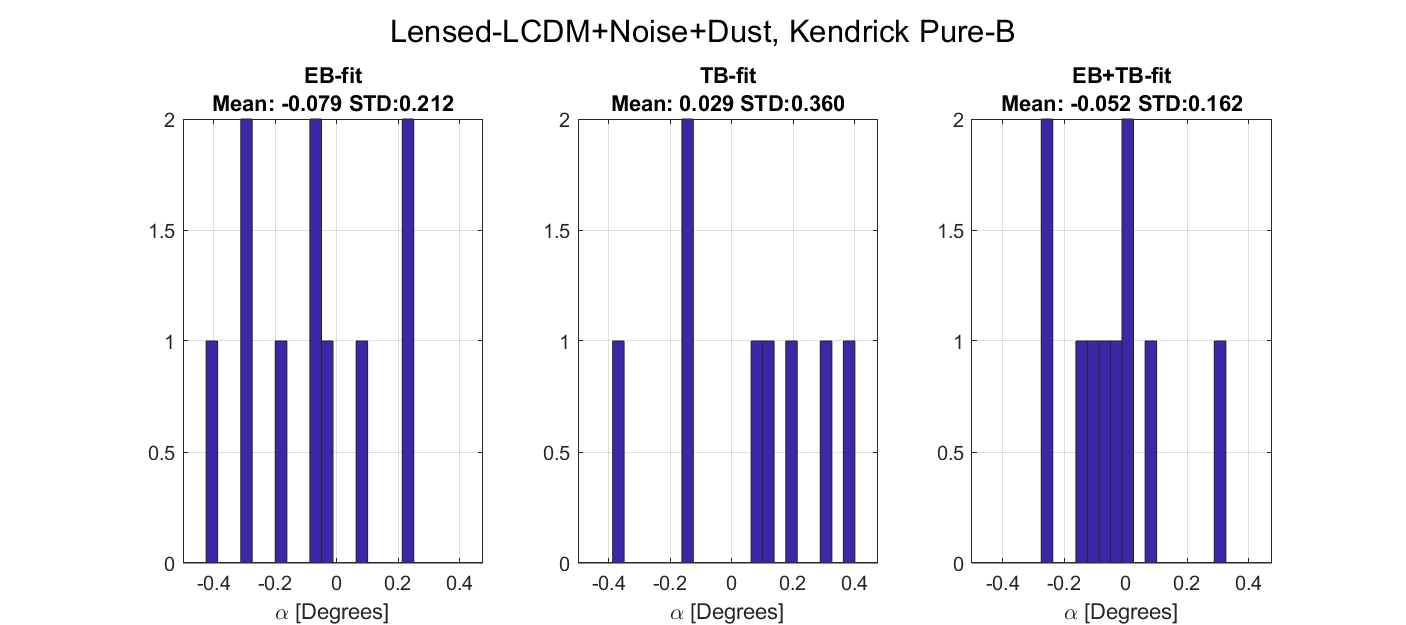 Lensed-LCDM+Noise+Dust, Kendrick Pure-B
EB-fit
Mean: -0.079 STD:0.212
2
1.5
1
0.5
0
-0.4 -0.2 0 0.2 0.4
α [Degrees]
TB-fit
Mean: 0.029 STD:0.360
2
1.5
1
0.5
0
-0.4 -0.2 0 0.2 0.4
α [Degrees]
EB+TB-fit
Mean: -0.052 STD:0.162
2
1.5
1
0.5
0
-0.4 -0.2 0 0.2 0.4
α [Degrees]